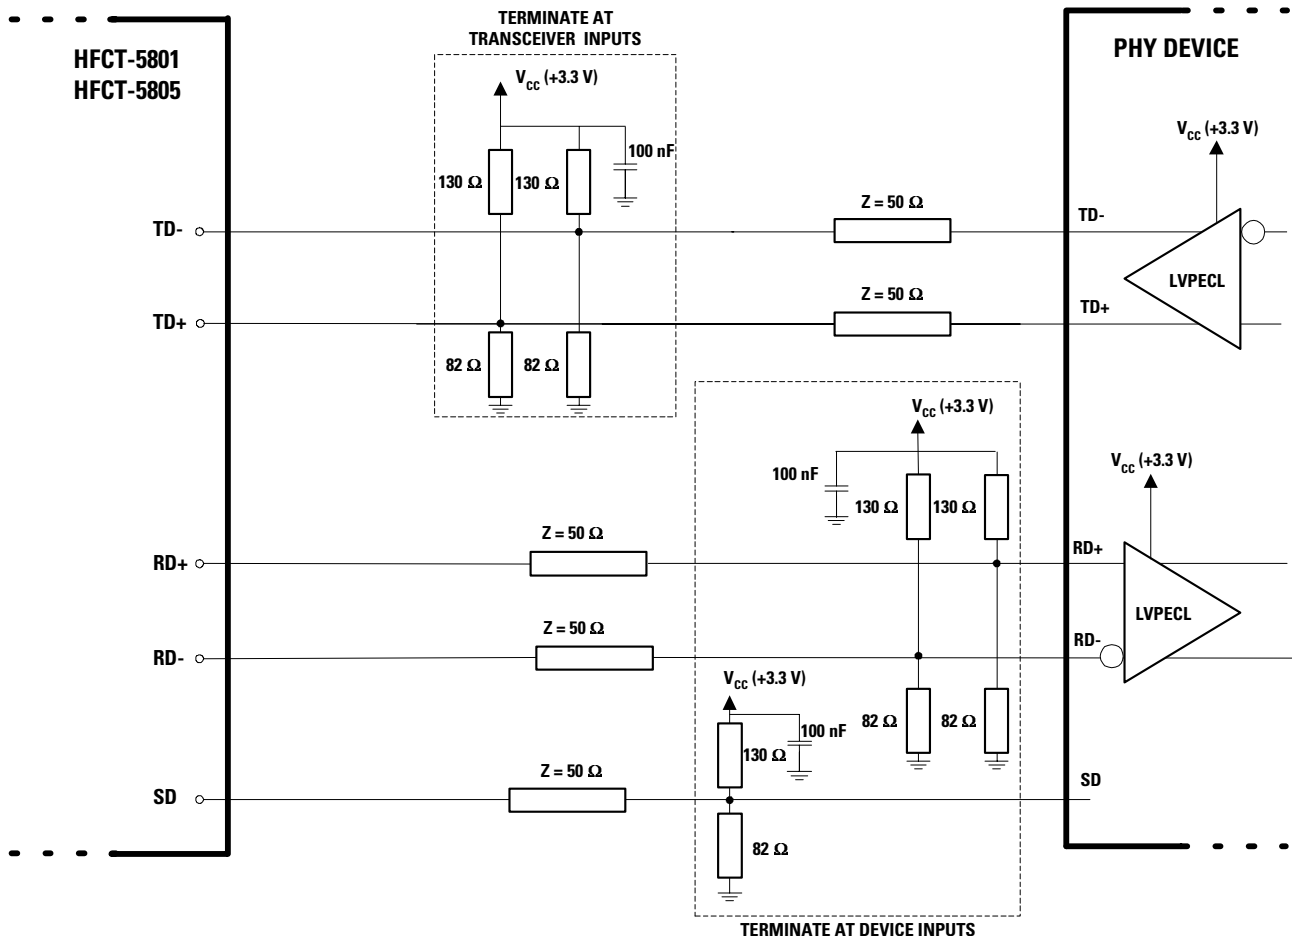 TERMINATE AT
TRANSCEIVER INPUTS
HFCT-5801
HFCT-5805
PHY DEVICE
VCC (+3.3 V)
100 nF
130 Ω
130 Ω
82 Ω
82 Ω
TD-
TD+
Z = 50 Ω
Z = 50 Ω
TD-
TD+
VCC (+3.3 V)
LVPECL
VCC (+3.3 V)
100 nF
130 Ω
130 Ω
82 Ω
82 Ω
RD+
RD-
Z = 50 Ω
Z = 50 Ω
RD+
RD-
VCC (+3.3 V)
LVPECL
VCC (+3.3 V)
100 nF
130 Ω
82 Ω
SD
Z = 50 Ω
SD
TERMINATE AT DEVICE INPUTS